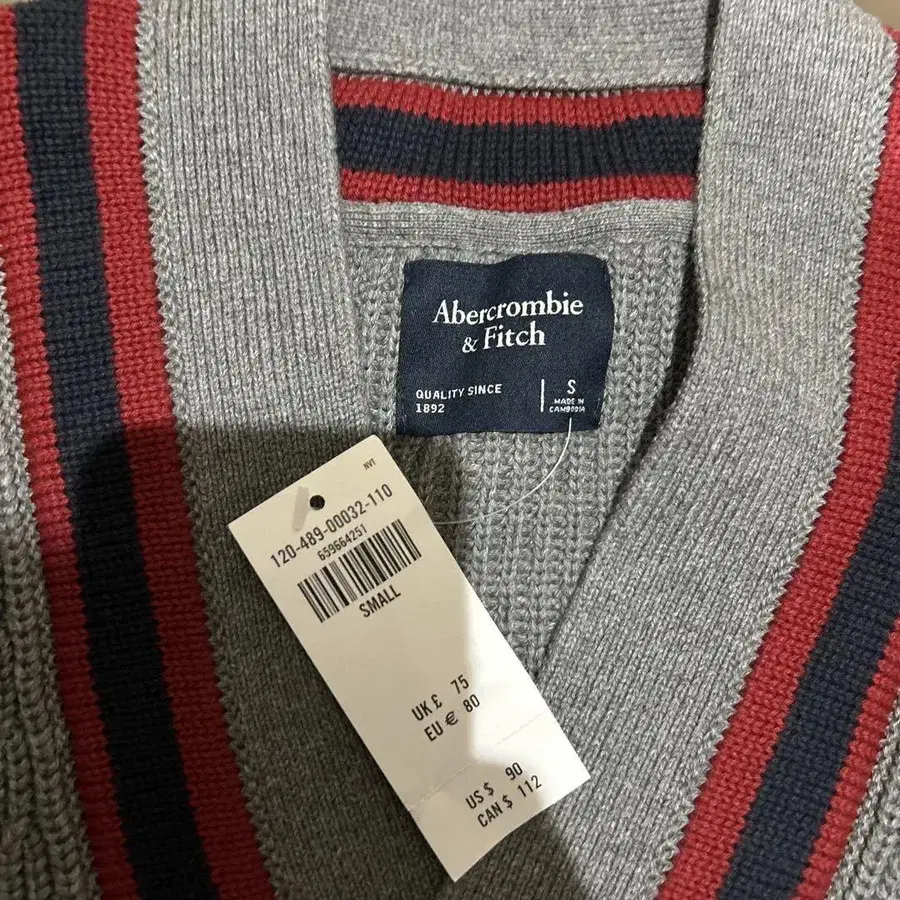 Abercrombie
& Fitch
QUALITY SINCE
1892
S
MADE IN
CAMBODIA
NVT
120-489-00032-110
659664251
SMALL
UK £ 75
EU € 80
US $ 90
CAN $ 112